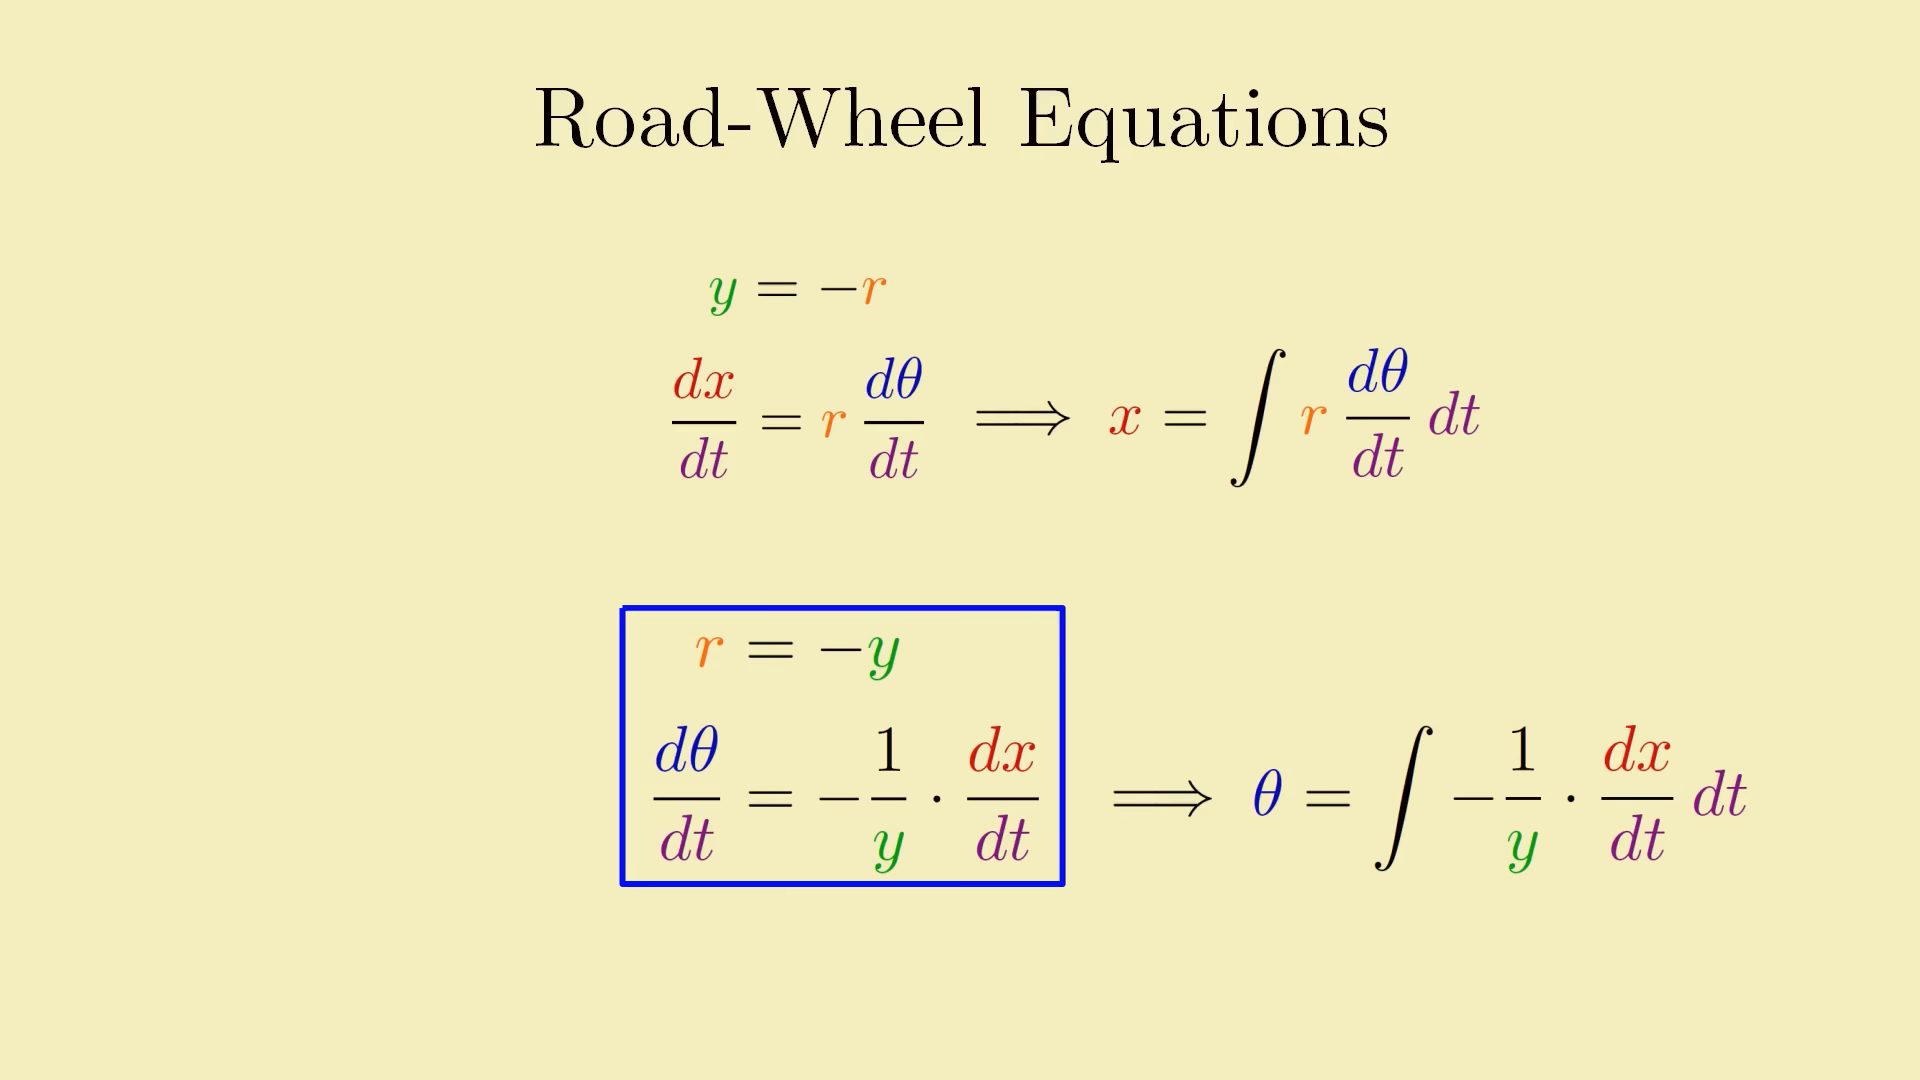 Road-Wheel Equations
y = −r
dx/dt = r dθ/dt ⟹ x = ∫ r dθ/dt dt
r = −y
dθ/dt = −1/y · dx/dt ⟹ θ = ∫ −1/y · dx/dt dt